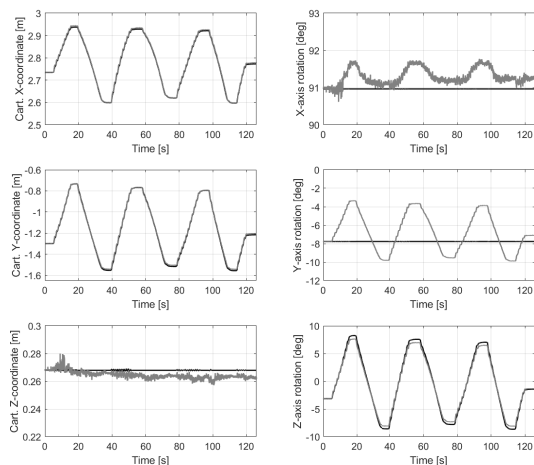 3
2.9
2.8
2.7
2.6
2.5
0 20 40 60 80 100 120
Time [s]
Cart. X-coordinate [m]
93
92
91
90
0 20 40 60 80 100 120
Time [s]
X-axis rotation [deg]
-0.6
-0.8
-1
-1.2
-1.4
-1.6
0 20 40 60 80 100 120
Time [s]
Cart. Y-coordinate [m]
0
-2
-4
-6
-8
-10
-12
0 20 40 60 80 100 120
Time [s]
Y-axis rotation [deg]
0.3
0.28
0.26
0.24
0.22
0 20 40 60 80 100 120
Time [s]
Cart. Z-coordinate [m]
10
5
0
-5
-10
0 20 40 60 80 100 120
Time [s]
Z-axis rotation [deg]